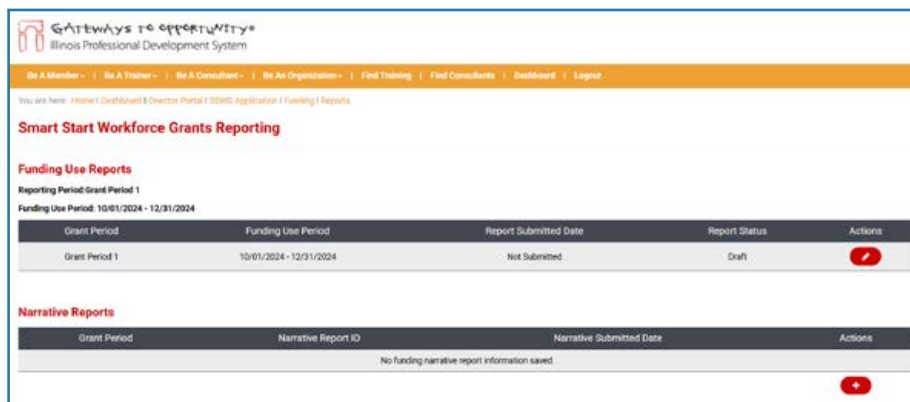 GATEWAYS TO OPPORTUNITY®
Illinois Professional Development System
Be A Member | Be A Trainer | Be A Consultant | Be An Organization | Find Training | Find Consultants | Dashboard | Logout
You are here: Home | Dashboard | Director Portal | SSWG Application | Funding | Reports
Smart Start Workforce Grants Reporting
Funding Use Reports
Reporting Period:Grant Period 1
Funding Use Period: 10/01/2024 - 12/31/2024
Grant Period Funding Use Period Report Submitted Date Report Status Actions
Grant Period 1 10/01/2024 - 12/31/2024 Not Submitted Draft
Narrative Reports
Grant Period Narrative Report ID Narrative Submitted Date Actions
No funding narrative report information saved